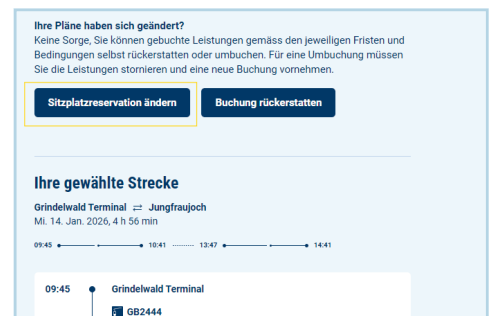 Ihre Pläne haben sich geändert?
Keine Sorge, Sie können gebuchte Leistungen gemäss den jeweiligen Fristen und
Bedingungen selbst rückerstatten oder umbuchen. Für eine Umbuchung müssen
Sie die Leistungen stornieren und eine neue Buchung vornehmen.
Sitzplatzreservation ändern Buchung rückerstatten
Ihre gewählte Strecke
Grindelwald Terminal ⇄ Jungfraujoch
Mi. 14. Jan. 2026, 4 h 56 min
09:45 10:41 13:47 14:41
09:45 Grindelwald Terminal
GB2444